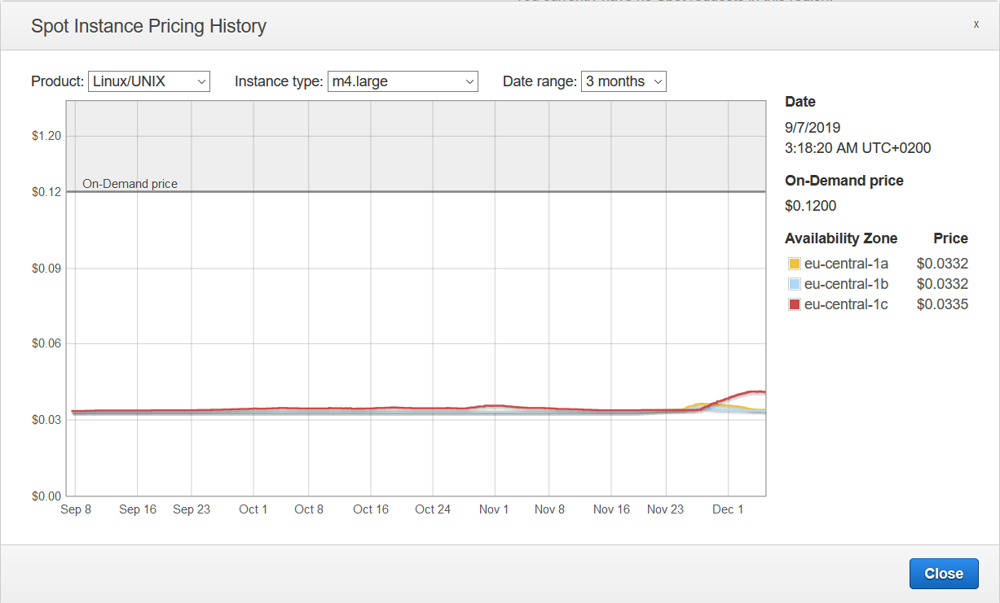 Spot Instance Pricing History
x
Product: Linux/UNIX Instance type: m4.large Date range: 3 months
$1.20
On-Demand price
$0.12
$0.09
$0.06
$0.03
$0.00
Sep 8 Sep 16 Sep 23 Oct 1 Oct 8 Oct 16 Oct 24 Nov 1 Nov 8 Nov 16 Nov 23 Dec 1
Date
9/7/2019
3:18:20 AM UTC+0200
On-Demand price
$0.1200
Availability Zone Price
eu-central-1a $0.0332
eu-central-1b $0.0332
eu-central-1c $0.0335
Close